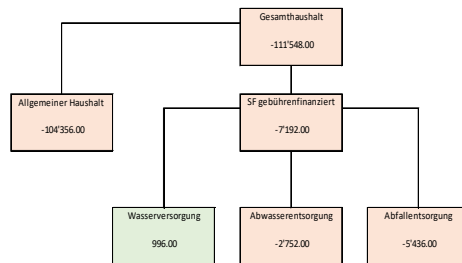 Gesamthaushalt
-111'548.00
Allgemeiner Haushalt
-104'356.00
SF gebührenfinanziert
-7'192.00
Wasserversorgung
996.00
Abwasserentsorgung
-2'752.00
Abfallentsorgung
-5'436.00